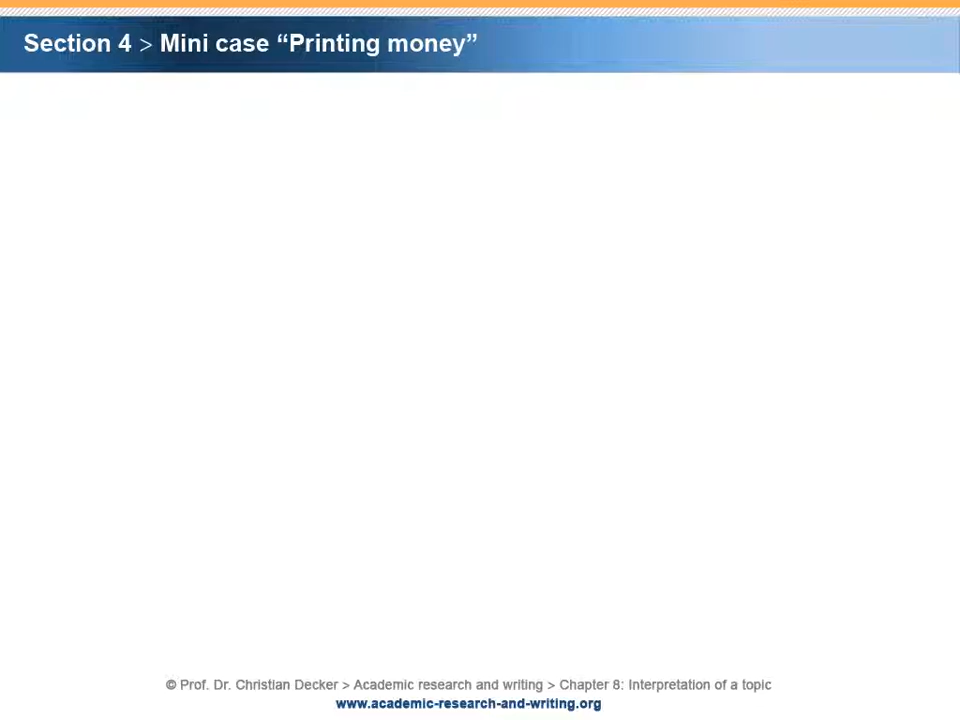 Section 4 > Mini case “Printing money”
© Prof. Dr. Christian Decker > Academic research and writing > Chapter 8: Interpretation of a topic
www.academic-research-and-writing.org